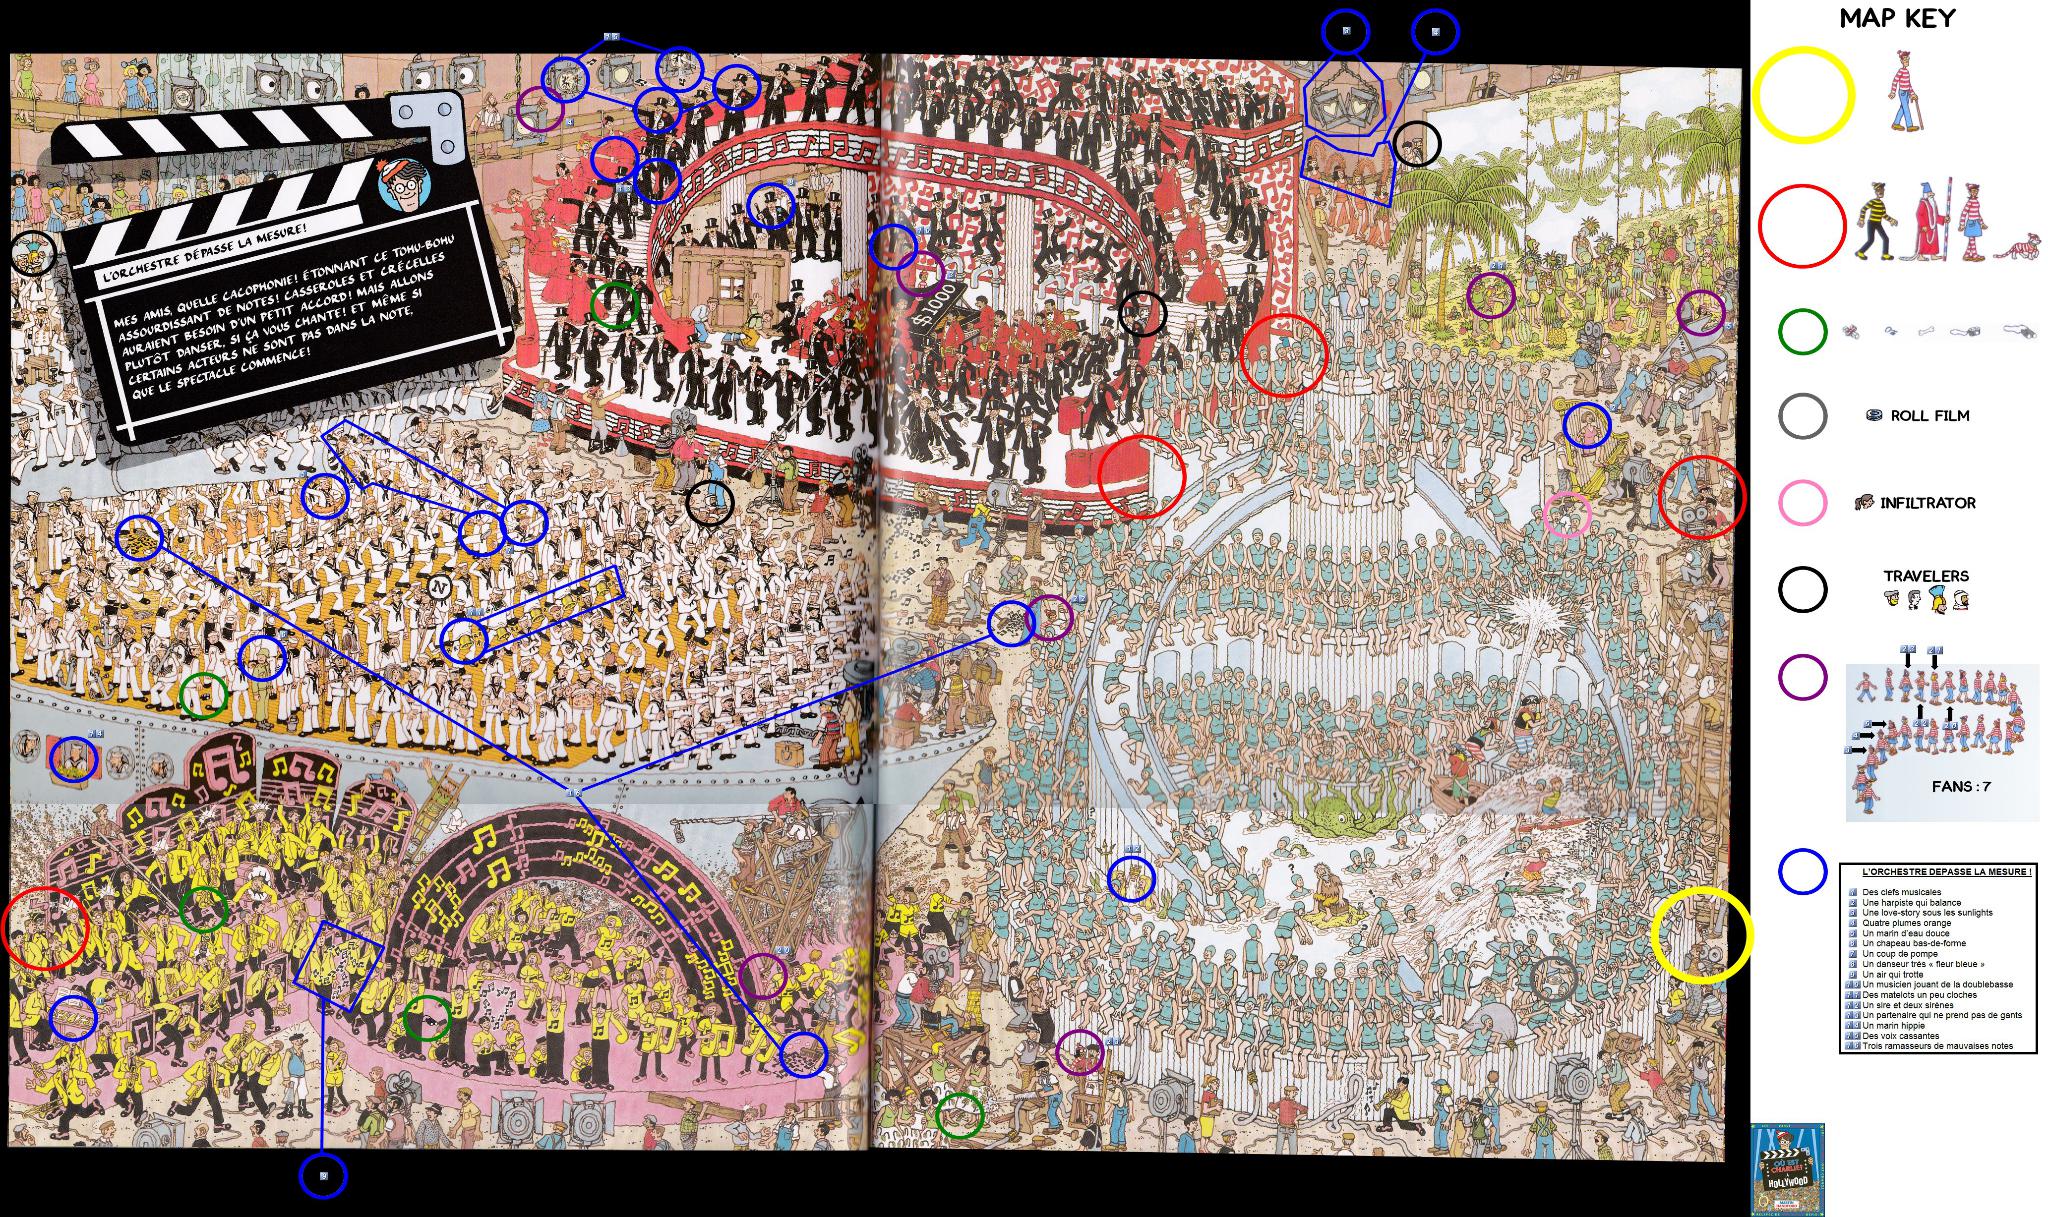 L'ORCHESTRE DÉPASSE LA MESURE!
MES AMIS, QUELLE CACOPHONIE! ÉTONNANT CE TOHU-BOHU
ASSOURDISSANT DE NOTES! CASSEROLES ET CRÉCELLES
AURAIENT BESOIN D'UN PETIT ACCORD! MAIS ALLONS
PLUTÔT DANSER, SI ÇA VOUS CHANTE! ET MÊME SI
CERTAINS ACTEURS NE SONT PAS DANS LA NOTE,
QUE LE SPECTACLE COMMENCE!
N
MAP KEY
ROLL FILM
INFILTRATOR
TRAVELERS
FANS : 7
L'ORCHESTRE DEPASSE LA MESURE !
Des clefs musicales
Une harpiste qui balance
Une love-story sous les sunlights
Quatre plumes orange
Un marin d'eau douce
Un chapeau bas-de-forme
Un coup de pompe
Un danseur très « fleur bleue »
Un air qui trotte
Un musicien jouant de la doublebasse
Des matelots un peu cloches
Un sire et deux sirènes
Un partenaire qui ne prend pas de gants
Un marin hippie
Des voix cassantes
Trois ramasseurs de mauvaises notes
OÙ EST
CHARLIE?
HOLLYWOOD